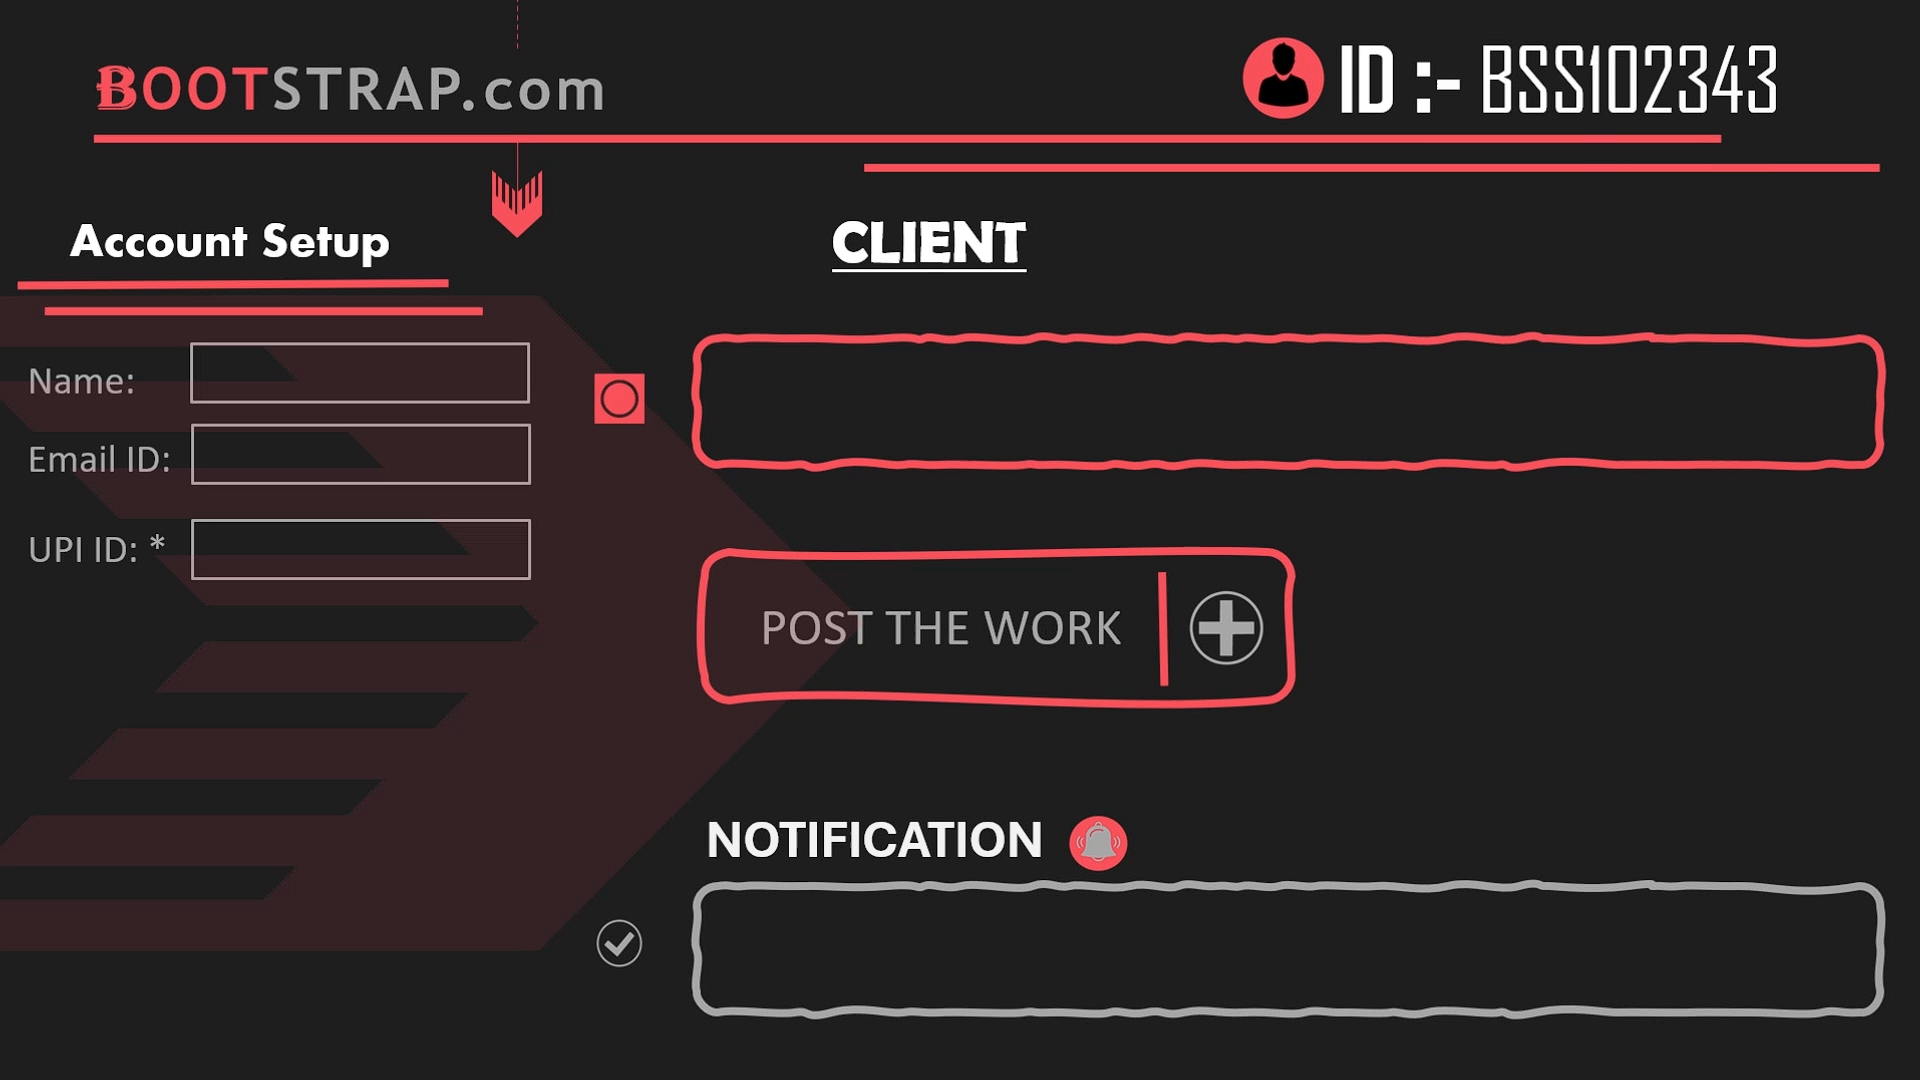 BOOTSTRAP.com
ID :- BSS102343
Account Setup
CLIENT
Name:
Email ID:
UPI ID: *
POST THE WORK
NOTIFICATION